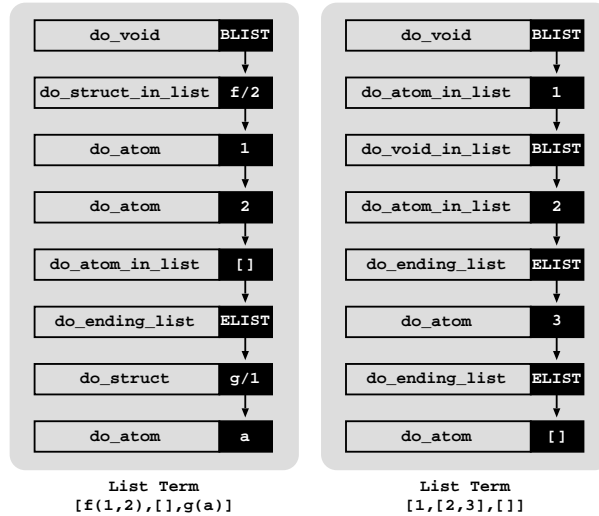 do_void BLIST
do_struct_in_list f/2
do_atom 1
do_atom 2
do_atom_in_list []
do_ending_list ELIST
do_struct g/1
do_atom a
List Term
[f(1,2),[],g(a)]
do_void BLIST
do_atom_in_list 1
do_void_in_list BLIST
do_atom_in_list 2
do_ending_list ELIST
do_atom 3
do_ending_list ELIST
do_atom []
List Term
[1,[2,3],[]]